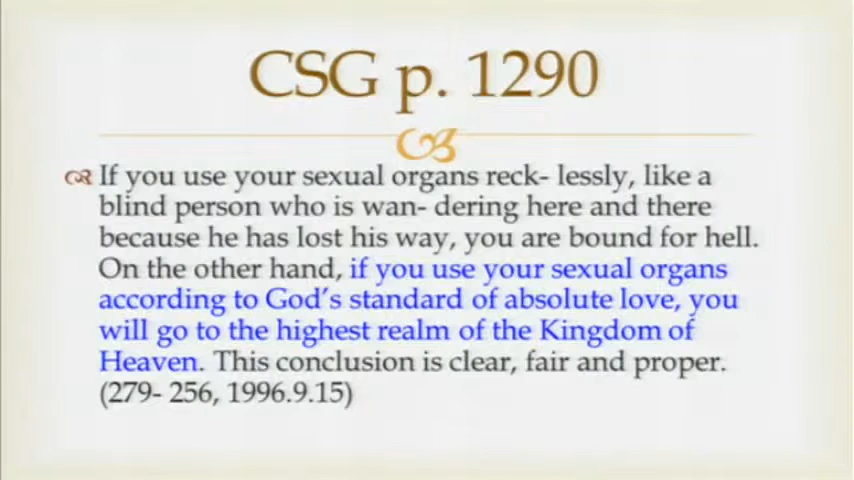 CSG p. 1290
If you use your sexual organs reck- lessly, like a
blind person who is wan- dering here and there
because he has lost his way, you are bound for hell.
On the other hand, if you use your sexual organs
according to God's standard of absolute love, you
will go to the highest realm of the Kingdom of
Heaven. This conclusion is clear, fair and proper.
(279- 256, 1996.9.15)